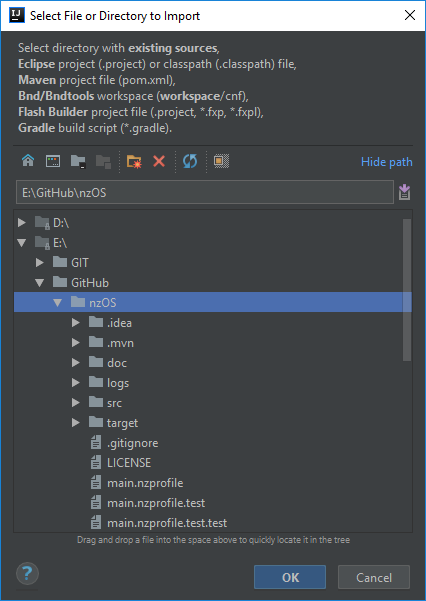 IJ Select File or Directory to Import
Select directory with existing sources,
Eclipse project (.project) or classpath (.classpath) file,
Maven project file (pom.xml),
Bnd/Bndtools workspace (workspace/cnf),
Flash Builder project file (.project, *.fxp, *.fxpl),
Gradle build script (*.gradle).
Hide path
E:\GitHub\nzOS
D:\
E:\
GIT
GitHub
nzOS
.idea
.mvn
doc
logs
src
target
.gitignore
LICENSE
main.nzprofile
main.nzprofile.test
main.nzprofile.test.test
Drag and drop a file into the space above to quickly locate it in the tree
? OK Cancel